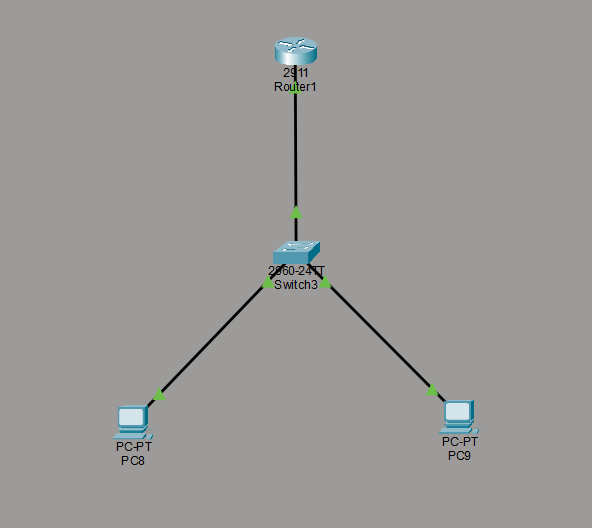 2911
Router1
2960-24TT
Switch3
PC-PT
PC8
PC-PT
PC9